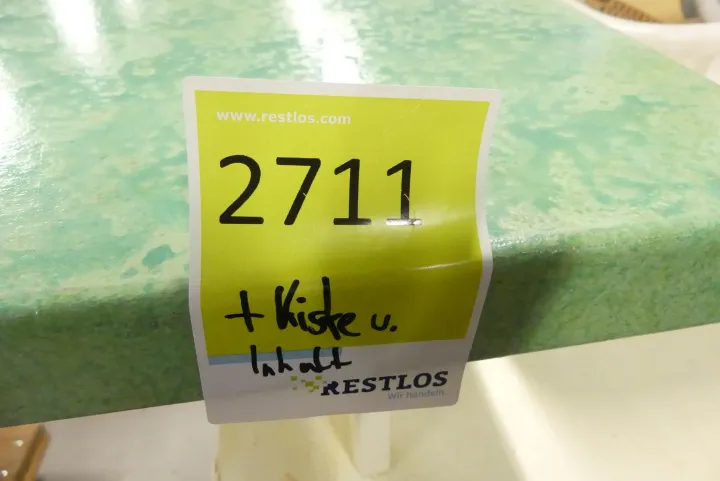 www.restlos.com
2711
+ Kiste u.
Inhalt
RESTLOS
Wir handeln.